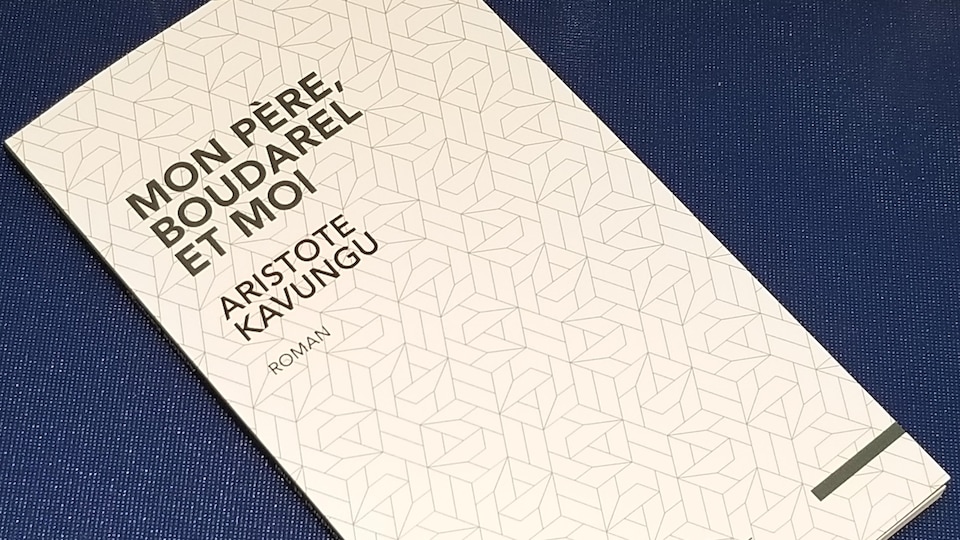 MON PÈRE,
BOUDAREL
ET MOI
ARISTOTE
KAVUNGU
ROMAN